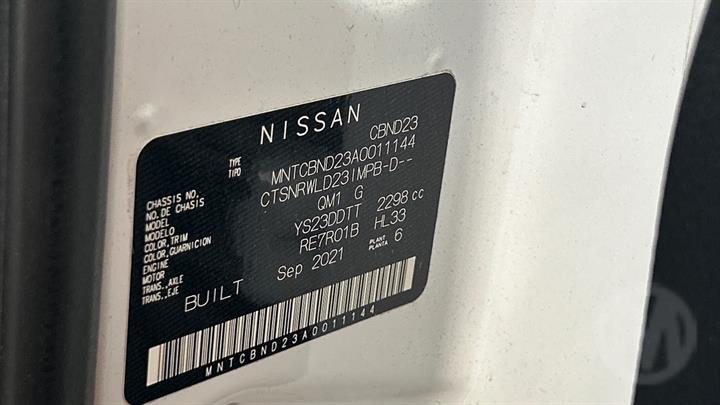 NISSAN
TYPE TIPO CBND23
CHASSIS NO. NO. DE CHASIS MNTCBND23A0011144
MODEL MODELO CTSNRWLD23IMPB-D--
COLOR, TRIM COLOR, GUARNICION QM1 G
ENGINE MOTOR YS23DDTT 2298 cc
TRANS., AXLE TRANS., EJE RE7R01B HL33
BUILT Sep 2021 PLANT PLANTA 6
MNTCBND23A0011144